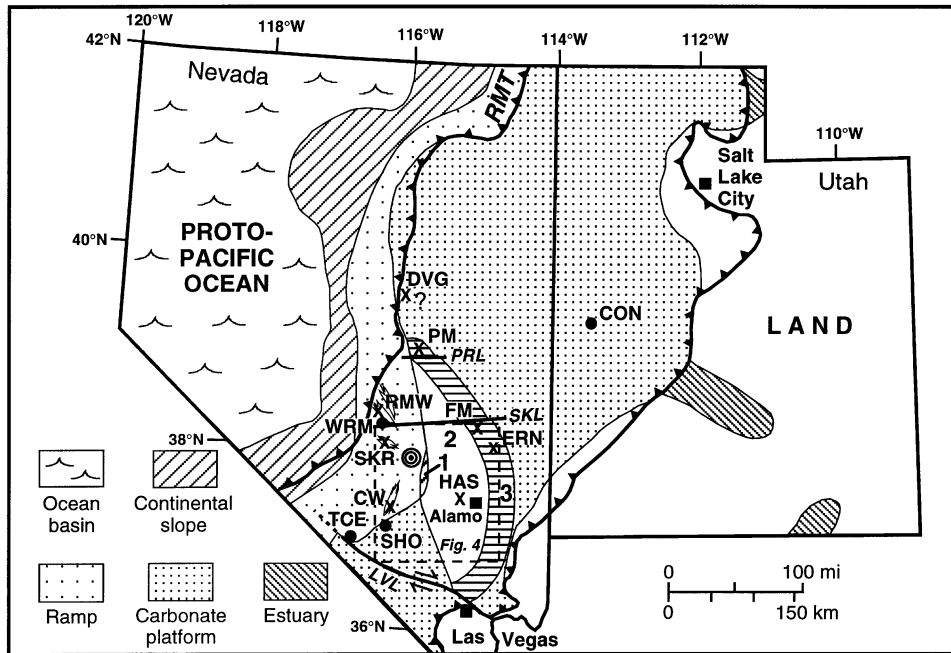 120°W
118°W
116°W
114°W
112°W
42°N
Nevada
RMT
110°W
Salt
Lake
City
Utah
40°N
PROTO-
PACIFIC
OCEAN
DVG
?
CON
LAND
PM
PRL
RMW
FM
SKL
WRM
2
ERN
38°N
SKR
1
HAS
3
CW
Alamo
TCE
SHO
Fig. 4
LVL
36°N
Las Vegas
Ocean
basin
Continental
slope
Ramp
Carbonate
platform
Estuary
0 100 mi
0 150 km